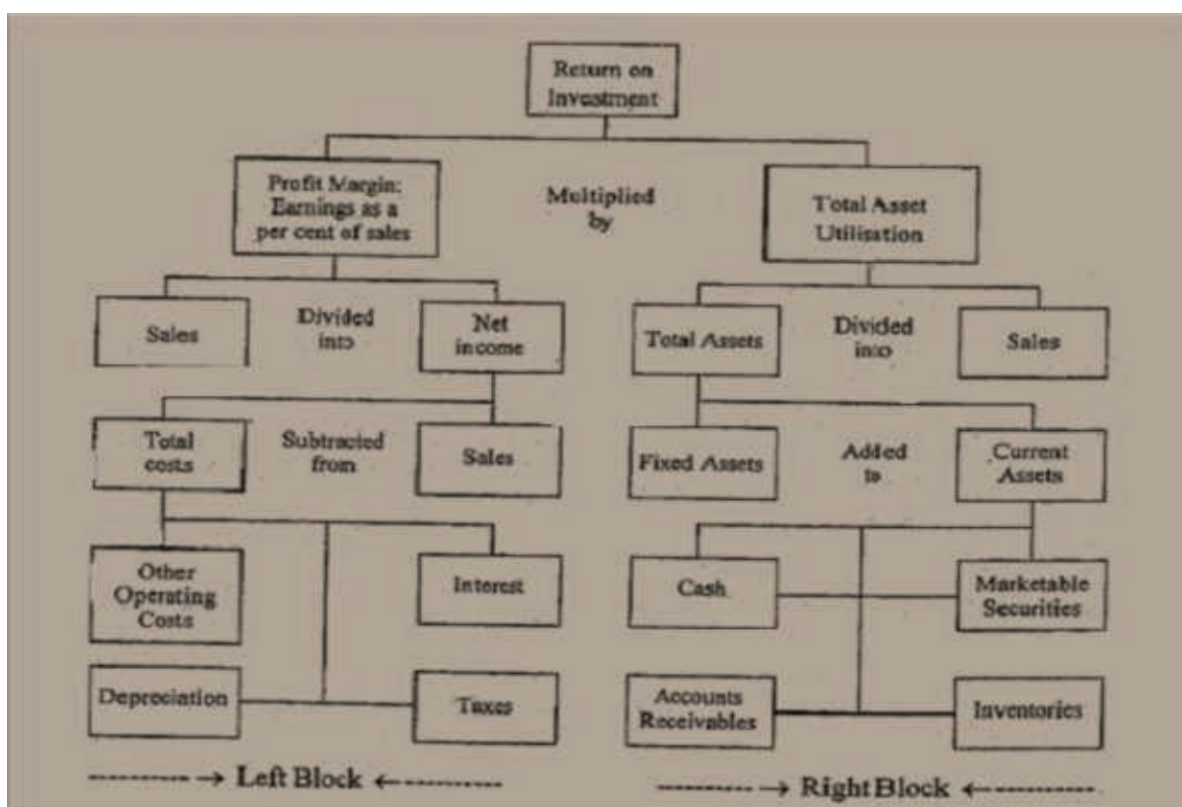 Return on
Investment
Profit Margin:
Earnings as a
per cent of sales
Multiplied
by
Total Asset
Utilisation
Sales
Divided
into
Net
income
Total Assets
Divided
into
Sales
Total
costs
Subtracted
from
Sales
Fixed Assets
Added
to
Current
Assets
Other
Operating
Costs
Interest
Cash
Marketable
Securities
Depreciation
Taxes
Accounts
Receivables
Inventories
Left Block
Right Block